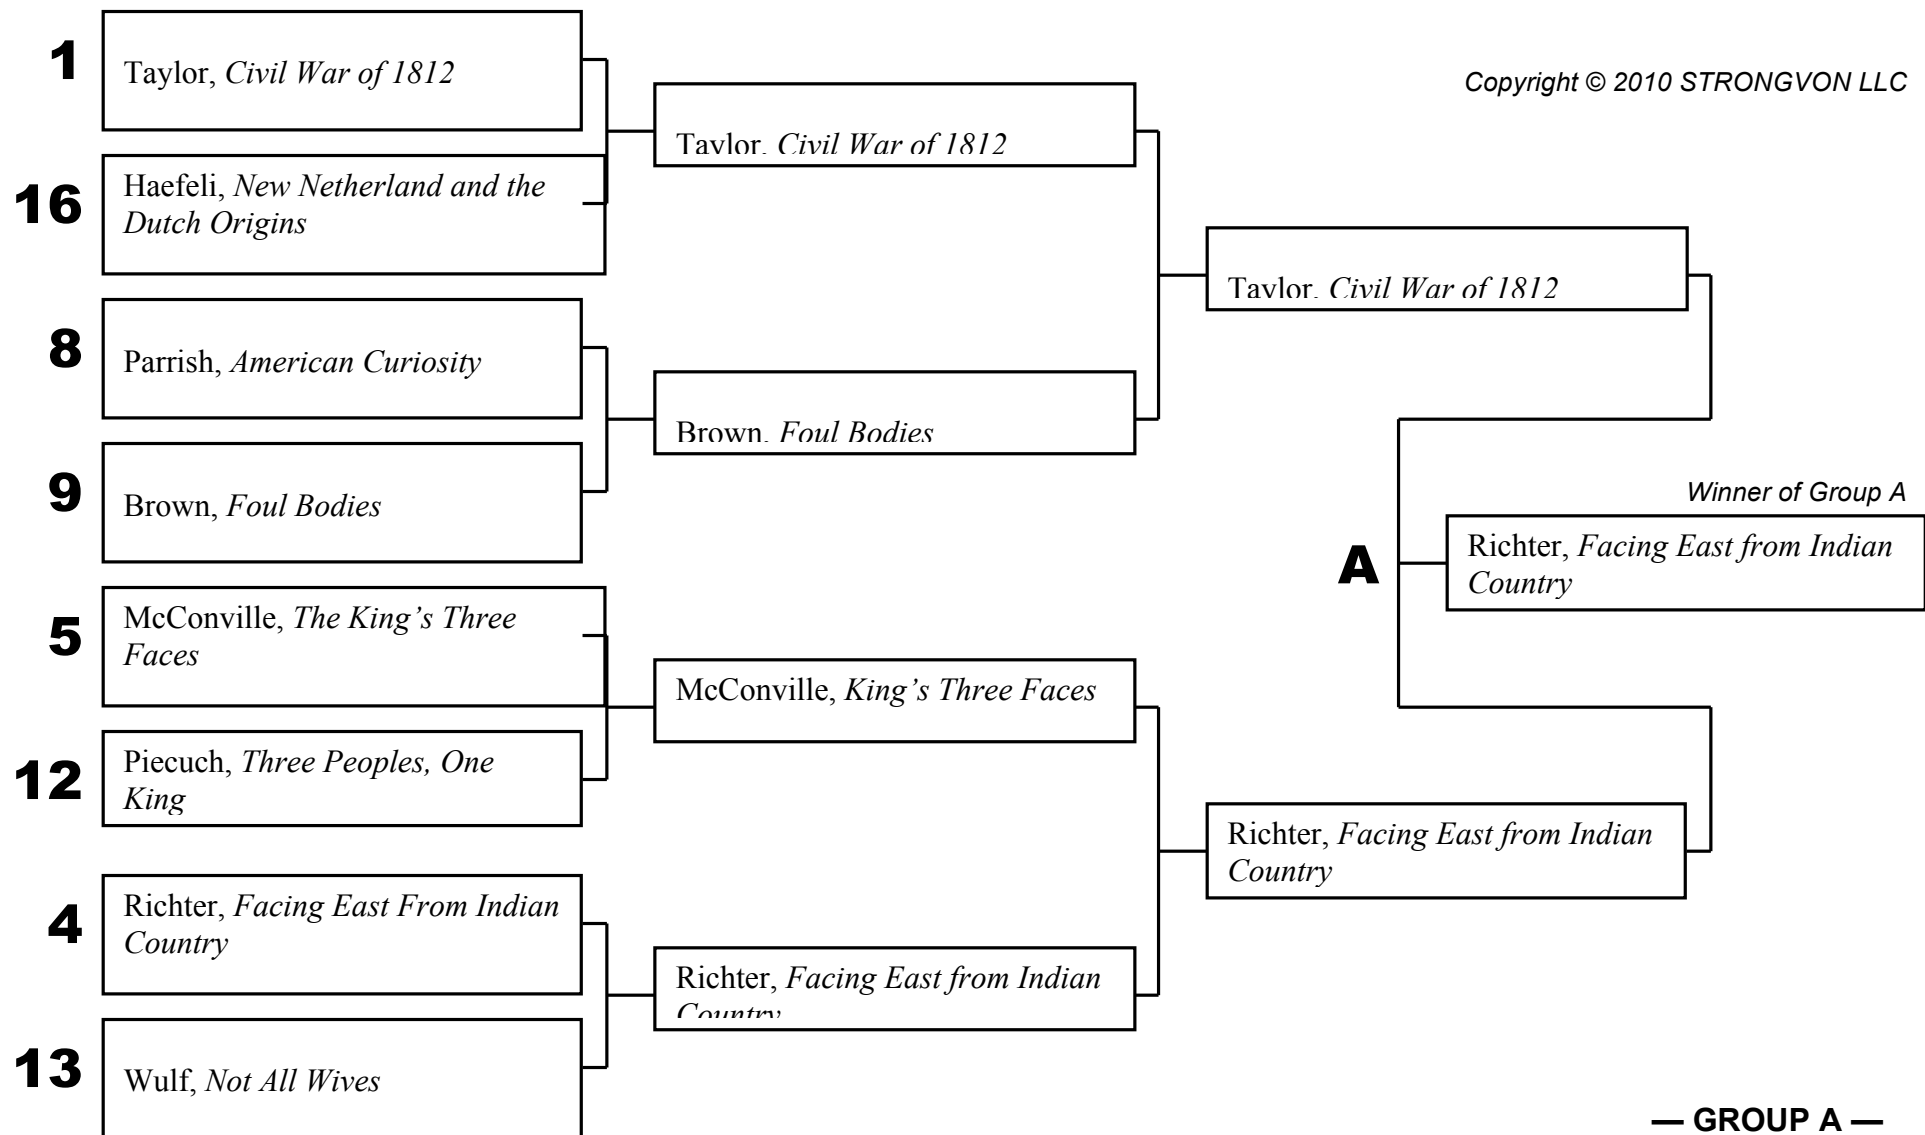 1
Taylor, Civil War of 1812
Copyright © 2010 STRONGVON LLC
16
Haefeli, New Netherland and the
Dutch Origins
8
Parrish, American Curiosity
9
Brown, Foul Bodies
5
McConville, The King’s Three
Faces
12
Piecuch, Three Peoples, One
King
4
Richter, Facing East From Indian
Country
13
Wulf, Not All Wives
Taylor, Civil War of 1812
Brown, Foul Bodies
McConville, King’s Three Faces
Richter, Facing East from Indian
Country
Taylor, Civil War of 1812
Richter, Facing East from Indian
Country
A
Winner of Group A
Richter, Facing East from Indian
Country
— GROUP A —